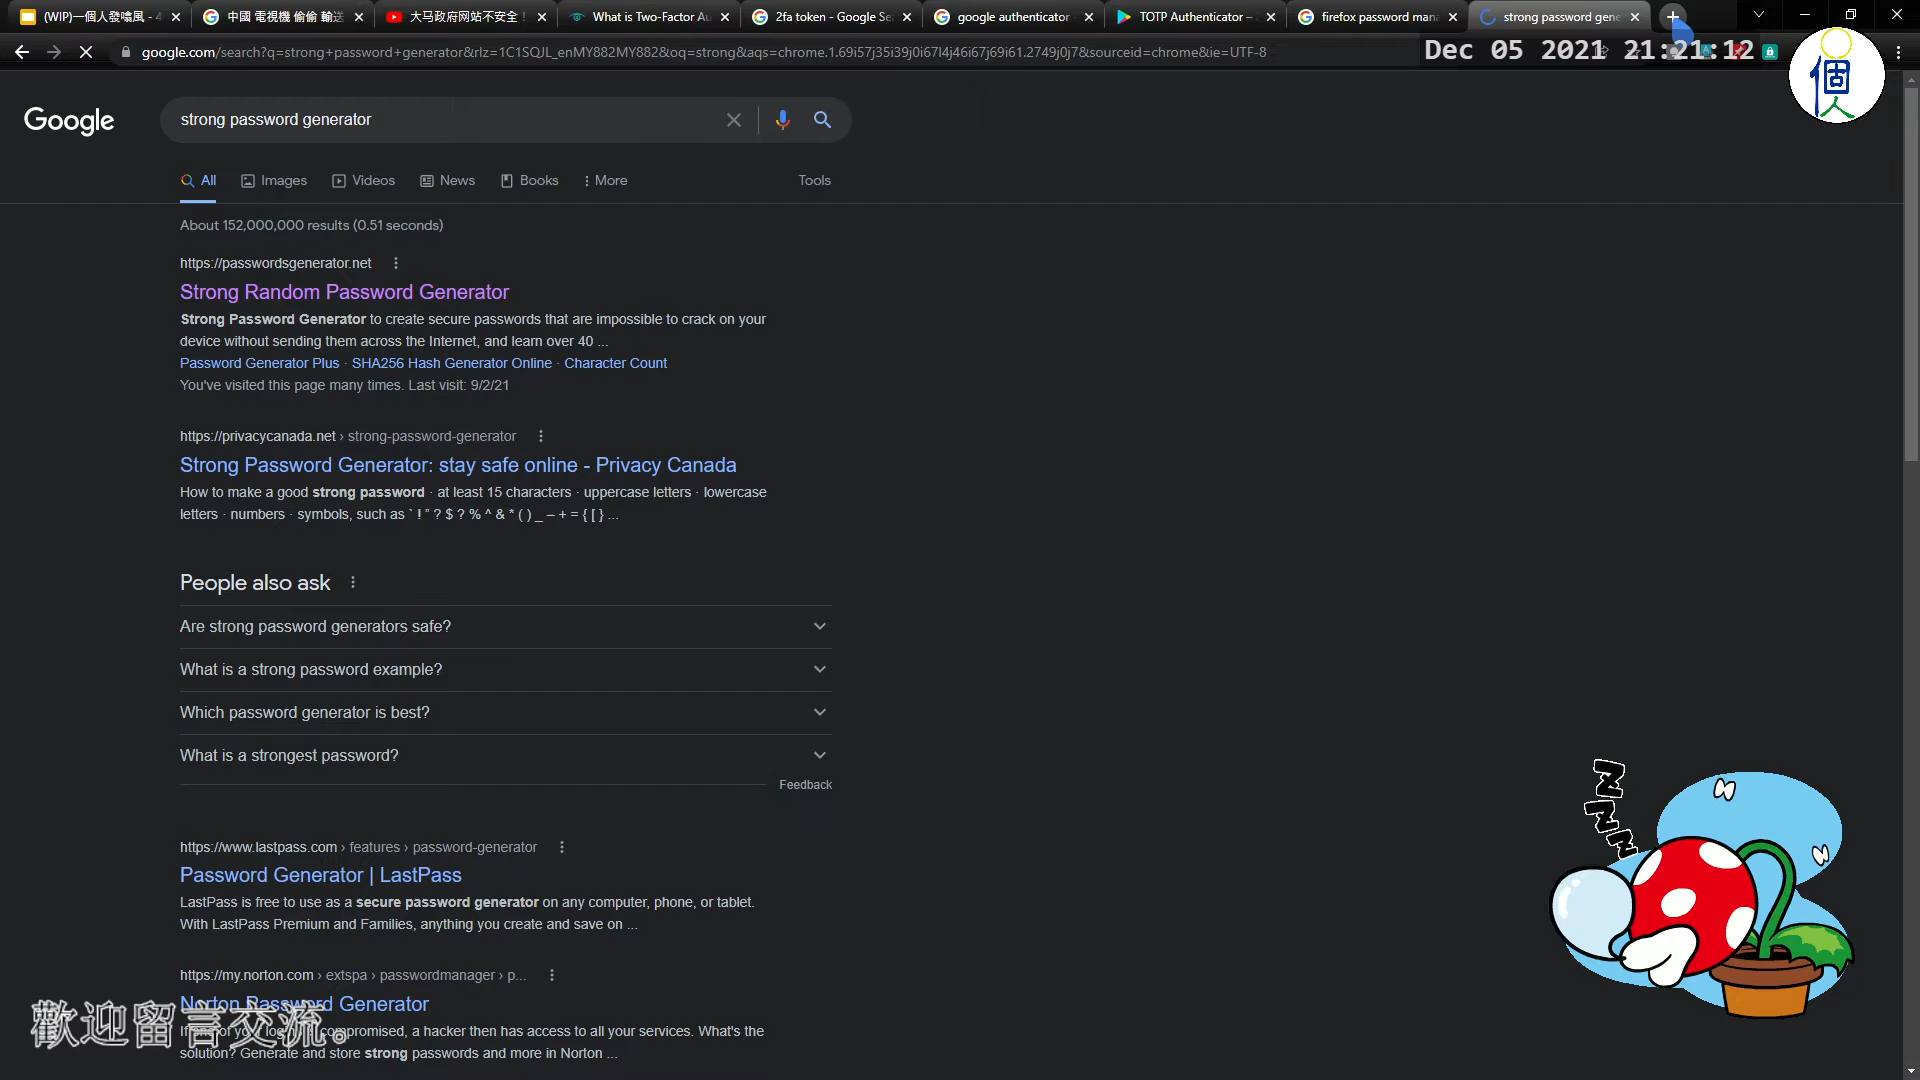 (WIP)一個人發噏風 - 4
中國 電視機 偷偷 輸送
大马政府网站不安全！
What is Two-Factor Au
2fa token - Google Se
google authenticator
TOTP Authenticator –
firefox password mana
strong password gene
google.com/search?q=strong+password+generator&rlz=1C1SQJL_enMY882MY882&oq=strong&aqs=chrome.1.69i57j35i39j0i67l4j46i67j69i61.2749j0j7&sourceid=chrome&ie=UTF-8
Dec 05 2021 21:21:12
個人
Google
strong password generator
All
Images
Videos
News
Books
More
Tools
About 152,000,000 results (0.51 seconds)
https://passwordsgenerator.net
Strong Random Password Generator
Strong Password Generator to create secure passwords that are impossible to crack on your
device without sending them across the Internet, and learn over 40 ...
Password Generator Plus · SHA256 Hash Generator Online · Character Count
You've visited this page many times. Last visit: 9/2/21
https://privacycanada.net › strong-password-generator
Strong Password Generator: stay safe online - Privacy Canada
How to make a good strong password · at least 15 characters · uppercase letters · lowercase
letters · numbers · symbols, such as ` ! " ? $ ? % ^ & * ( ) _ – + = { [ } ...
People also ask
Are strong password generators safe?
What is a strong password example?
Which password generator is best?
What is a strongest password?
Feedback
https://www.lastpass.com › features › password-generator
Password Generator | LastPass
LastPass is free to use as a secure password generator on any computer, phone, or tablet.
With LastPass Premium and Families, anything you create and save on ...
https://my.norton.com › extspa › passwordmanager › p...
Norton Password Generator
compromised, a hacker then has access to all your services. What's the
solution? Generate and store strong passwords and more in Norton ...
歡迎留言交流。
ZZZZZ